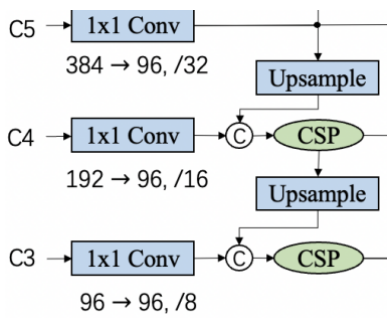 C5
1x1 Conv
384 → 96, /32
Upsample
C4
1x1 Conv
C
CSP
192 → 96, /16
Upsample
C3
1x1 Conv
C
CSP
96 → 96, /8